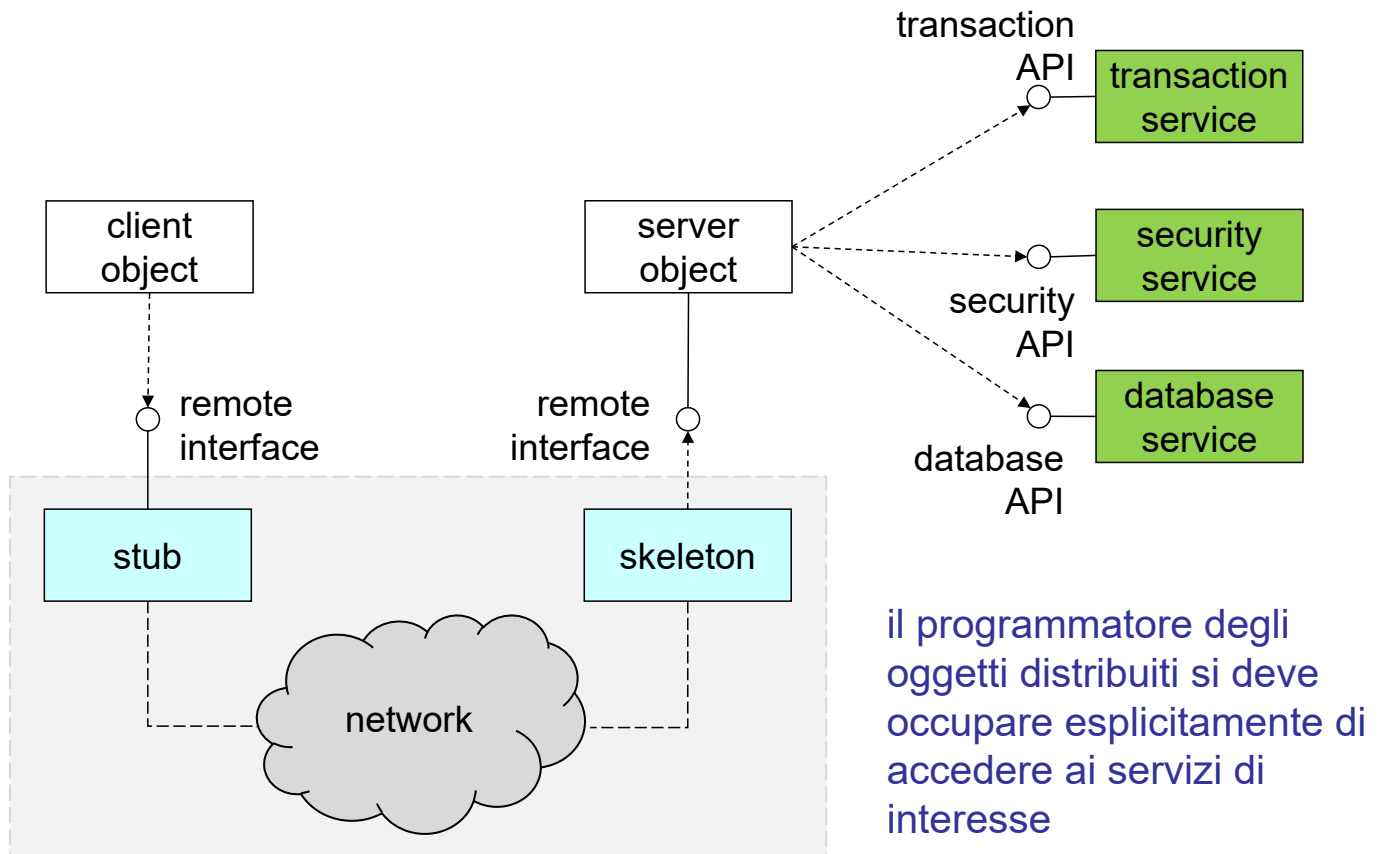 transaction
API
transaction
service
client
object
server
object
security
service
security
API
remote
interface
remote
interface
database
service
database
API
stub
skeleton
network
il programmatore degli
oggetti distribuiti si deve
occupare esplicitamente di
accedere ai servizi di
interesse